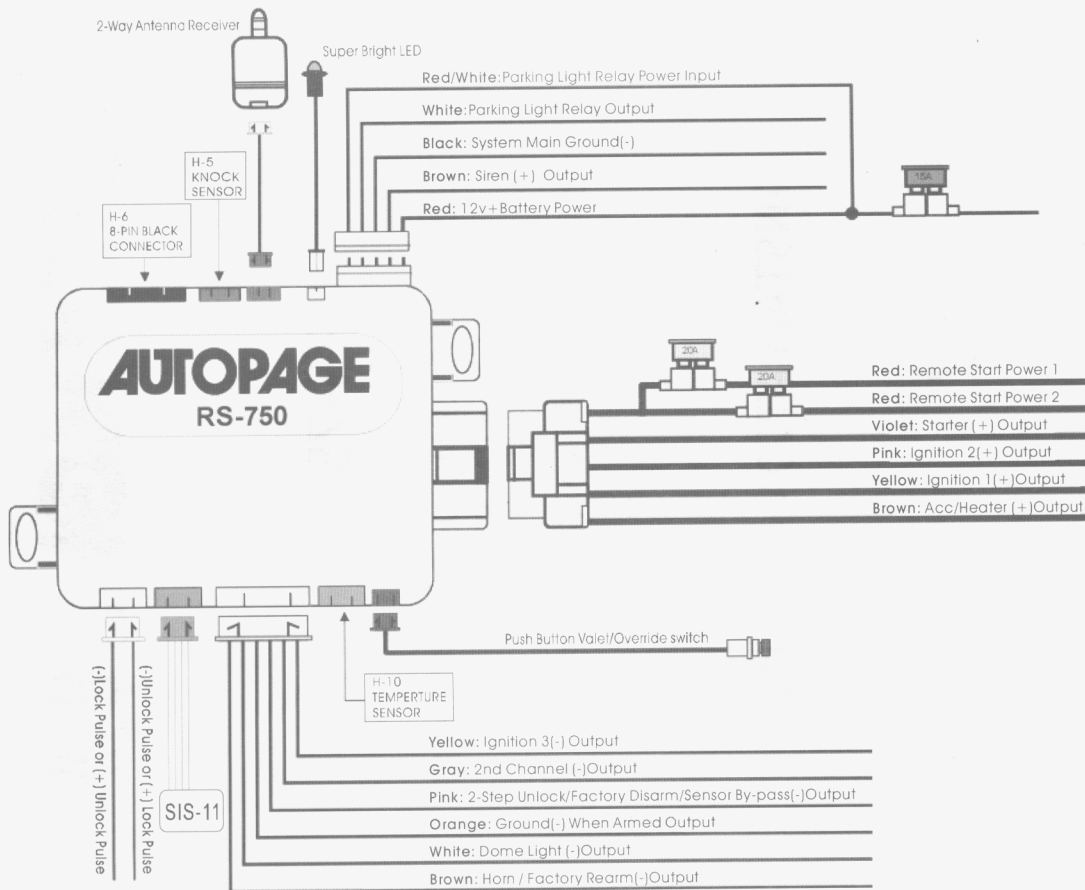 2-Way Antenna Receiver
Super Bright LED
Red/White:Parking Light Relay Power Input
White:Parking Light Relay Output
Black: System Main Ground(-)
Brown: Siren (+) Output
Red: 12v+Battery Power
15A
H-5
KNOCK
SENSOR
H-6
8-PIN BLACK
CONNECTOR
AUTOPAGE
RS-750
20A
20A
Red: Remote Start Power 1
Red: Remote Start Power 2
Violet: Starter (+) Output
Pink: Ignition 2(+) Output
Yellow: Ignition 1(+)Output
Brown: Acc/Heater (+)Output
Push Button Valet/Override switch
H-10
TEMPERTURE
SENSOR
(-)Lock Pulse or (+) Unlock Pulse
(-)Unlock Pulse or (+) Lock Pulse
SIS-11
Yellow: Ignition 3(-) Output
Gray: 2nd Channel (-)Output
Pink: 2-Step Unlock/Factory Disarm/Sensor By-pass(-)Output
Orange: Ground(-) When Armed Output
White: Dome Light (-)Output
Brown: Horn / Factory Rearm(-)Output